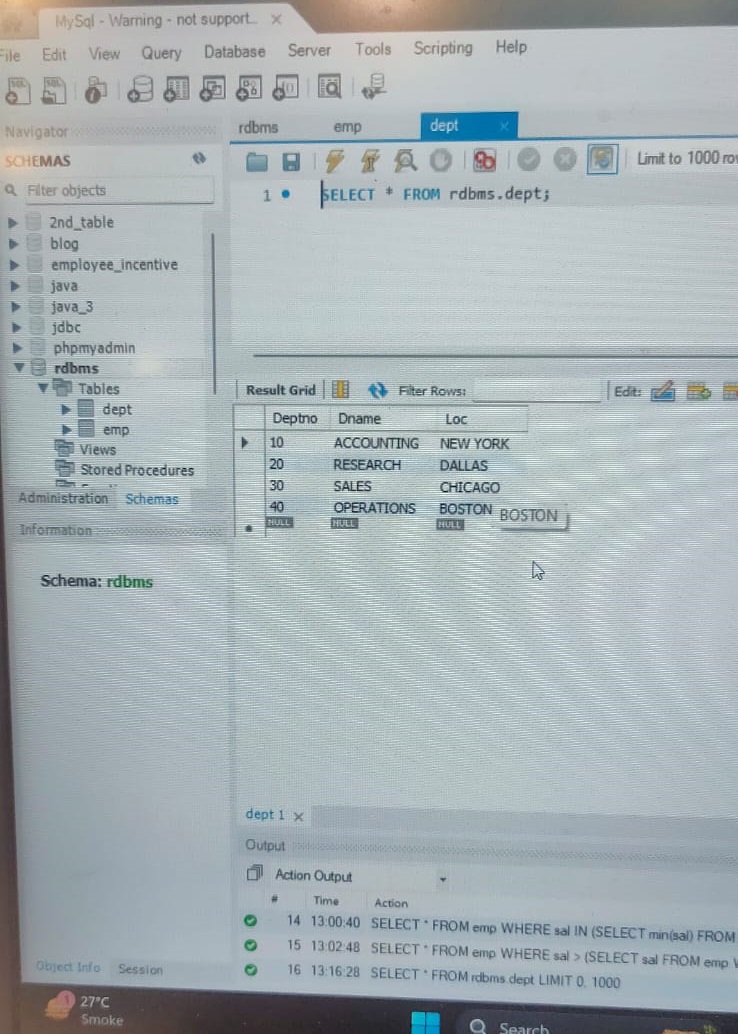 MySql - Warning - not support...
File Edit View Query Database Server Tools Scripting Help
Navigator
SCHEMAS
Filter objects
2nd_table
blog
employee_incentive
java
java_3
jdbc
phpmyadmin
rdbms
Tables
dept
emp
Views
Stored Procedures
Administration Schemas
Information
Schema: rdbms
Object Info Session
rdbms emp dept
Limit to 1000 row
1 SELECT * FROM rdbms.dept;
Result Grid Filter Rows: Edit:
Deptno Dname Loc
10 ACCOUNTING NEW YORK
20 RESEARCH DALLAS
30 SALES CHICAGO
40 OPERATIONS BOSTON BOSTON
NULL NULL NULL
dept 1
Output
Action Output
# Time Action
14 13:00:40 SELECT * FROM emp WHERE sal IN (SELECT min(sal) FROM
15 13:02:48 SELECT * FROM emp WHERE sal > (SELECT sal FROM emp W
16 13:16:28 SELECT * FROM rdbms.dept LIMIT 0, 1000
27°C
Smoke
Search